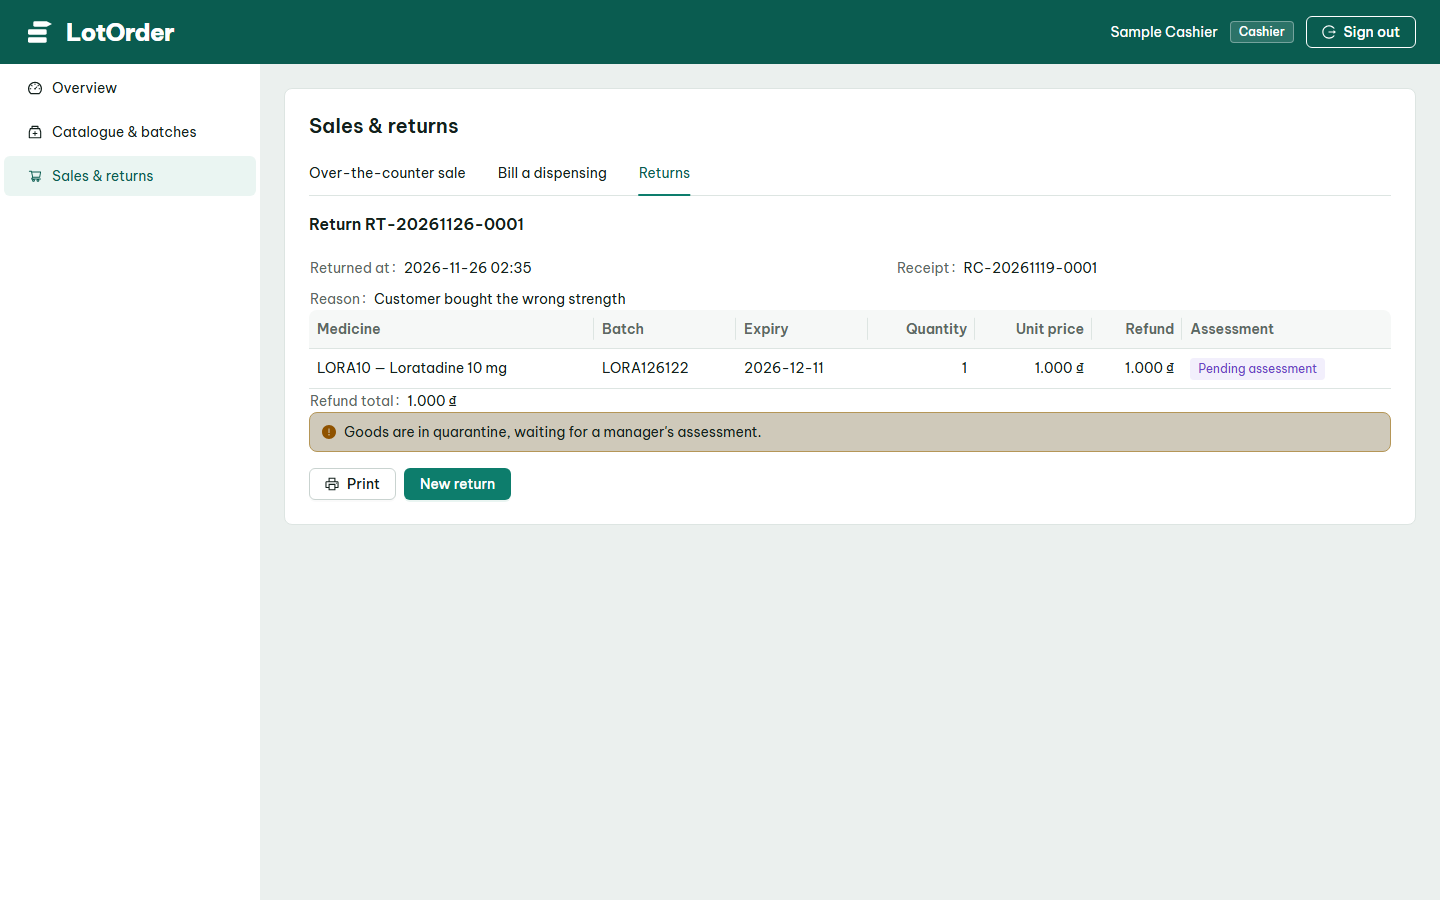 LotOrder
Sample Cashier Cashier Sign out
Overview
Catalogue & batches
Sales & returns
Sales & returns
Over-the-counter sale Bill a dispensing Returns
Return RT-20261126-0001
Returned at: 2026-11-26 02:35 Receipt: RC-20261119-0001
Reason: Customer bought the wrong strength
Medicine Batch Expiry Quantity Unit price Refund Assessment
LORA10 — Loratadine 10 mg LORA126122 2026-12-11 1 1.000 ₫ 1.000 ₫ Pending assessment
Refund total: 1.000 ₫
Goods are in quarantine, waiting for a manager's assessment.
Print New return